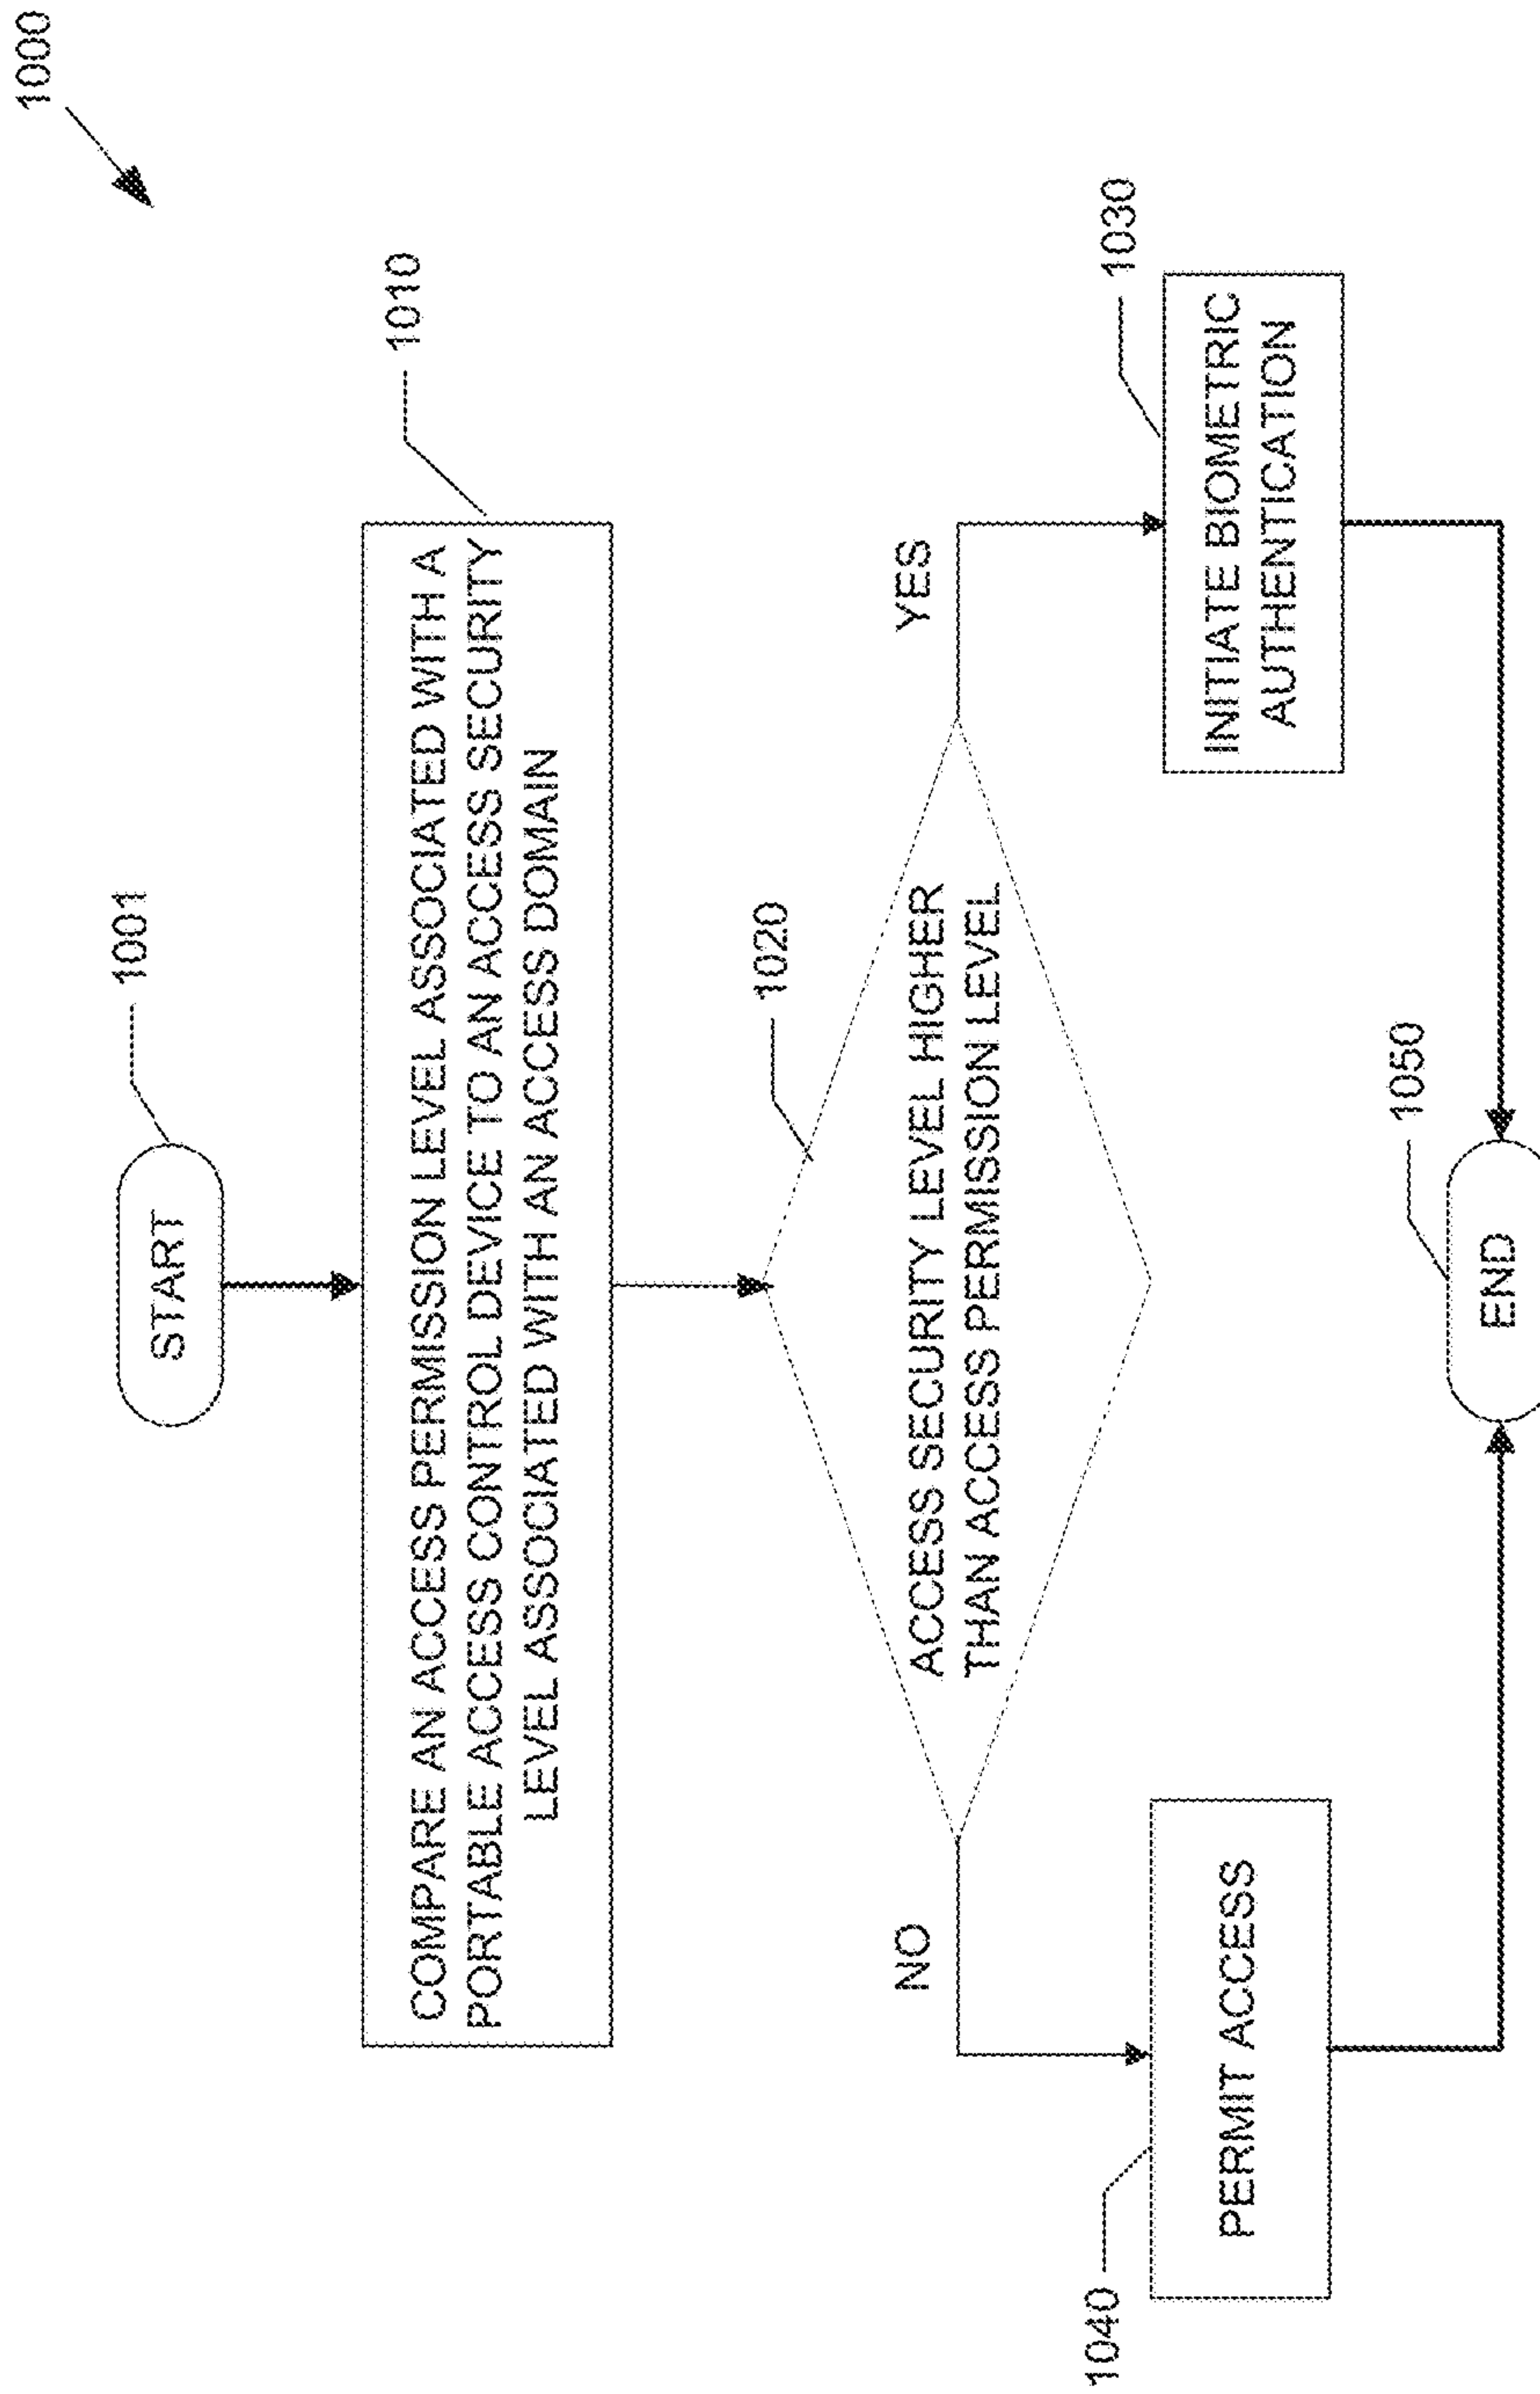 1000
START
1001
COMPARE AN ACCESS PERMISSION LEVEL ASSOCIATED WITH A
PORTABLE ACCESS CONTROL DEVICE TO AN ACCESS SECURITY
LEVEL ASSOCIATED WITH AN ACCESS DOMAIN
1010
1020
ACCESS SECURITY LEVEL HIGHER
THAN ACCESS PERMISSION LEVEL
NO
YES
1040
PERMIT ACCESS
1030
INITIATE BIOMETRIC
AUTHENTICATION
1050
END